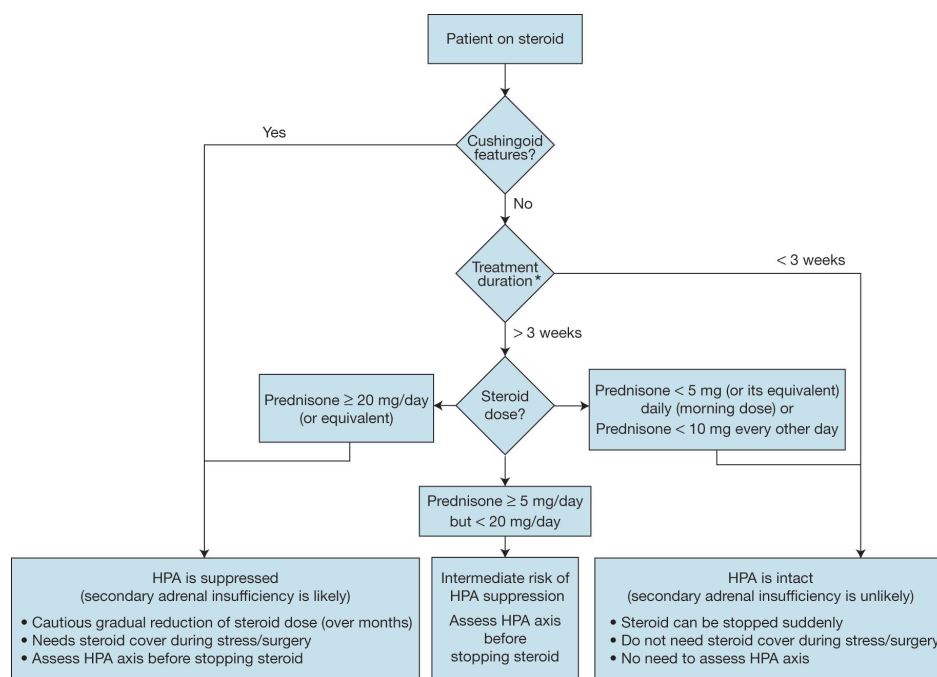 Patient on steroid
Yes
Cushingoid
features?
No
Treatment
duration*
< 3 weeks
> 3 weeks
Prednisone ≥ 20 mg/day
(or equivalent)
Steroid
dose?
Prednisone < 5 mg (or its equivalent)
daily (morning dose) or
Prednisone < 10 mg every other day
Prednisone ≥ 5 mg/day
but < 20 mg/day
HPA is suppressed
(secondary adrenal insufficiency is likely)
• Cautious gradual reduction of steroid dose (over months)
• Needs steroid cover during stress/surgery
• Assess HPA axis before stopping steroid
Intermediate risk of
HPA suppression
Assess HPA axis
before
stopping steroid
HPA is intact
(secondary adrenal insufficiency is unlikely)
• Steroid can be stopped suddenly
• Do not need steroid cover during stress/surgery
• No need to assess HPA axis